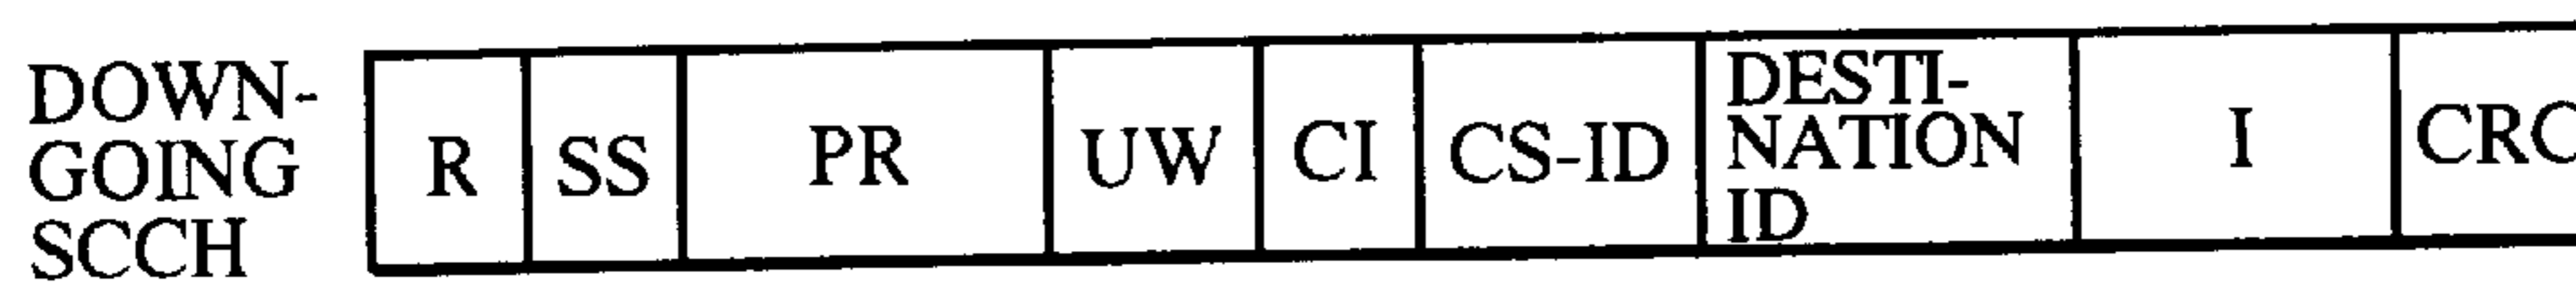 DOWN-
GOING
SCCH
R SS PR UW CI CS-ID
DESTI-
NATION
ID
I CRC